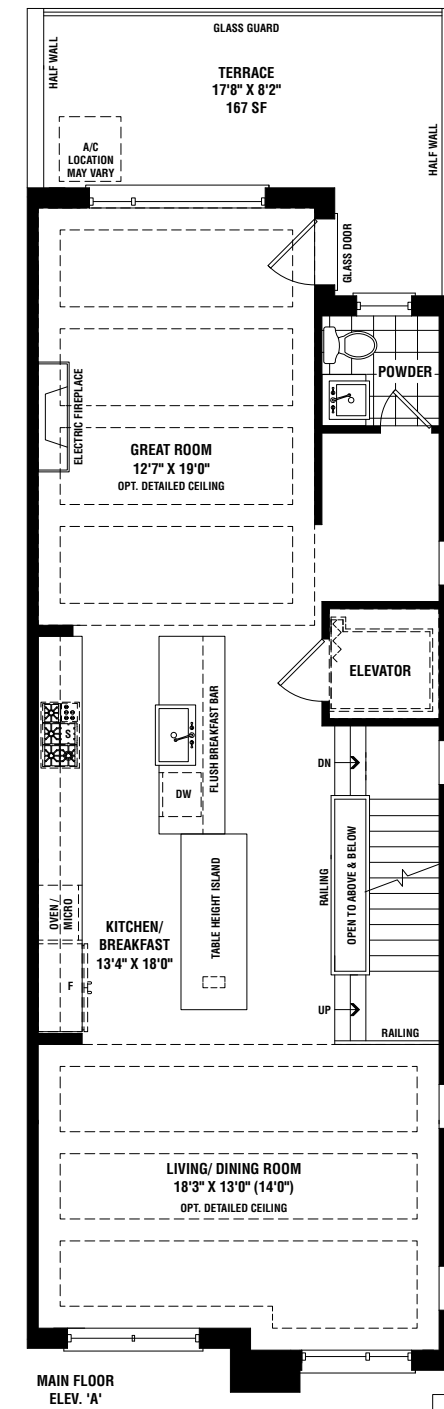 GLASS GUARD
HALF WALL
TERRACE
17'8" X 8'2"
167 SF
HALF WALL
A/C
LOCATION
MAY VARY
GLASS DOOR
POWDER
ELECTRIC FIREPLACE
GREAT ROOM
12'7" X 19'0"
OPT. DETAILED CEILING
ELEVATOR
S
FLUSH BREAKFAST BAR
DN
DW
OVEN/
MICRO
KITCHEN/
BREAKFAST
13'4" X 18'0"
TABLE HEIGHT ISLAND
RAILING
OPEN TO ABOVE & BELOW
F
UP
RAILING
LIVING/ DINING ROOM
18'3" X 13'0" (14'0")
OPT. DETAILED CEILING
MAIN FLOOR
ELEV. 'A'